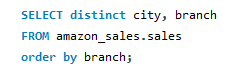 SELECT distinct city, branch
FROM amazon_sales.sales
order by branch;